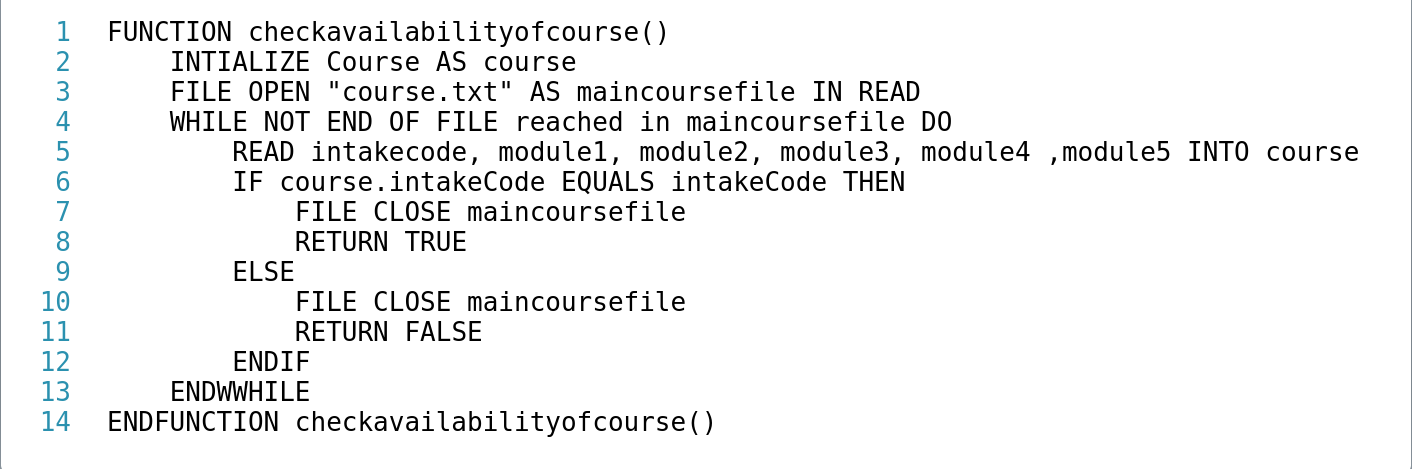 1 FUNCTION checkavailabilityofcourse()
2 INTIALIZE Course AS course
3 FILE OPEN "course.txt" AS maincoursefile IN READ
4 WHILE NOT END OF FILE reached in maincoursefile DO
5 READ intakecode, module1, module2, module3, module4 ,module5 INTO course
6 IF course.intakeCode EQUALS intakeCode THEN
7 FILE CLOSE maincoursefile
8 RETURN TRUE
9 ELSE
10 FILE CLOSE maincoursefile
11 RETURN FALSE
12 ENDIF
13 ENDWWHILE
14 ENDFUNCTION checkavailabilityofcourse()